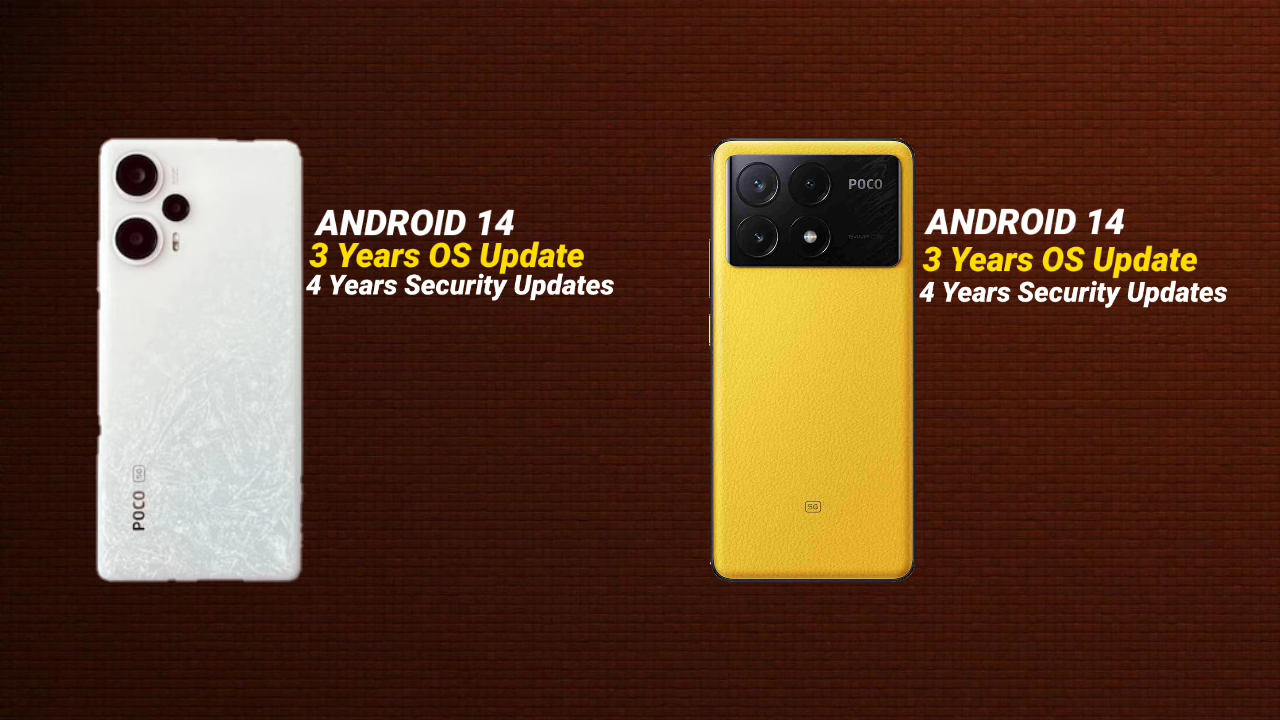 ANDROID 14
3 Years OS Update
4 Years Security Updates
POCO 5G
POCO
5G
ANDROID 14
3 Years OS Update
4 Years Security Updates